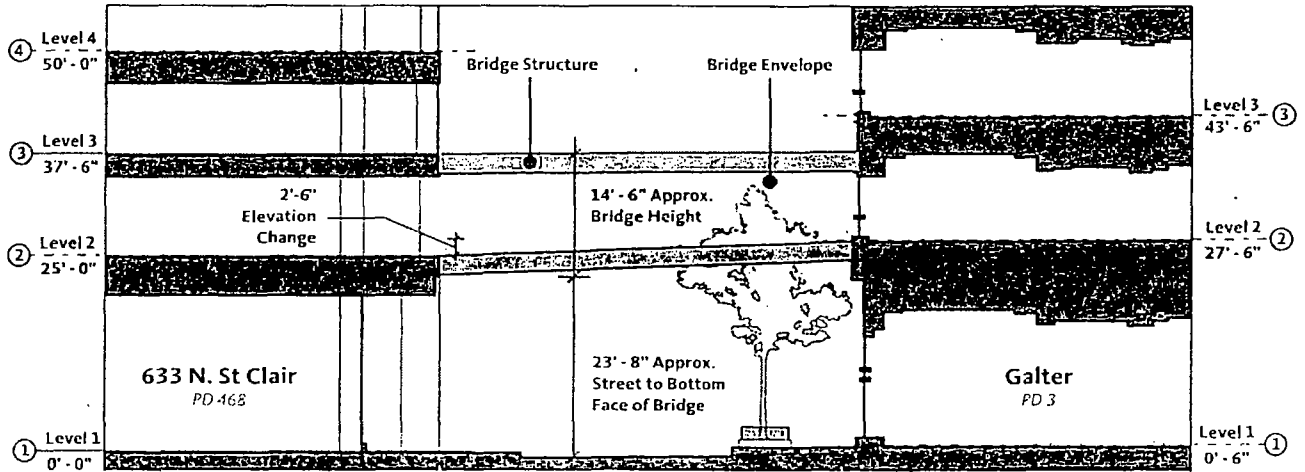 Level 4
4
50' - 0"
Bridge Structure
Bridge Envelope
Level 3
3
43' - 6"
Level 3
3
37' - 6"
2'-6"
Elevation
Change
14' - 6" Approx.
Bridge Height
Level 2
2
25' - 0"
Level 2
2
27' - 6"
633 N. St Clair
PD 468
23' - 8" Approx.
Street to Bottom
Face of Bridge
Galter
PD 3
Level 1
1
0' - 0"
Level 1
1
0' - 6"